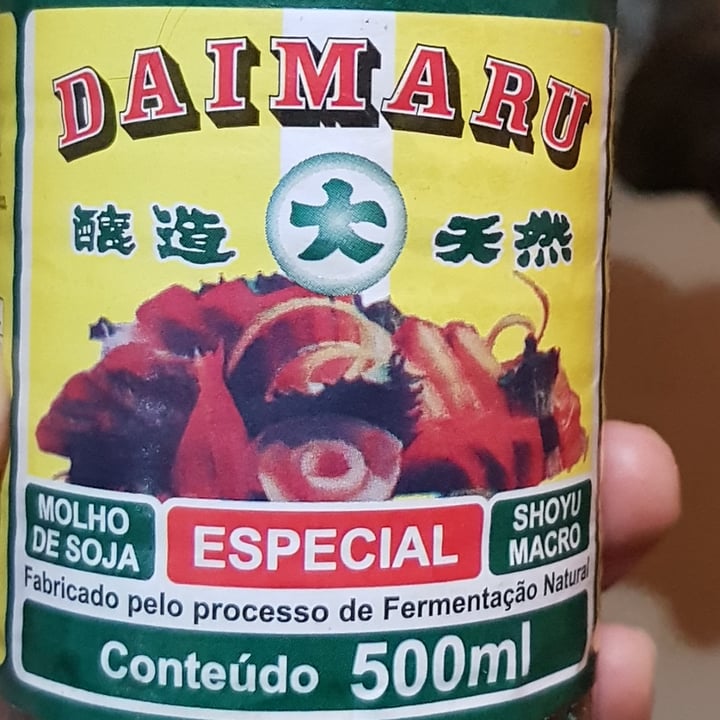 DAIMARU
醸造 大 天然
MOLHO
DE SOJA
ESPECIAL
SHOYU
MACRO
Fabricado pelo processo de Fermentação Natural
Conteúdo 500ml